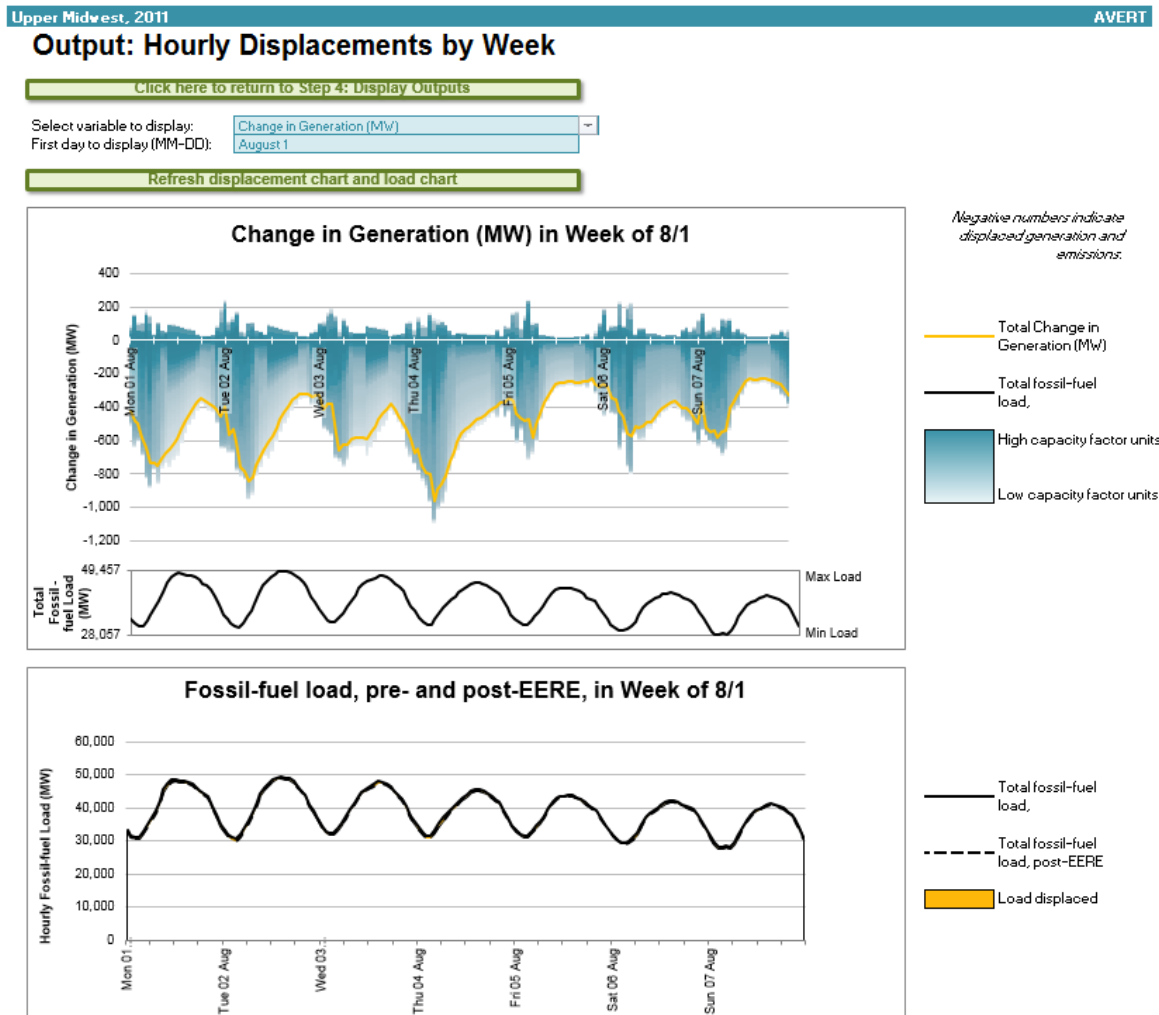 Upper Midwest, 2011
AVERT
Output: Hourly Displacements by Week
Click here to return to Step 4: Display Outputs
Select variable to display:
Change in Generation (MW)
First day to display (MM-DD):
August 1
Refresh displacement chart and load chart
Negative numbers indicate
displaced generation and
emissions.
Change in Generation (MW) in Week of 8/1
Change in Generation (MW)
400
200
0
-200
-400
-600
-800
-1,000
-1,200
Mon 01 Aug
Tue 02 Aug
Wed 03 Aug
Thu 04 Aug
Fri 05 Aug
Sat 06 Aug
Sun 07 Aug
Total Change in
Generation (MW)
Total fossil-fuel
load,
High capacity factor units
Low capacity factor units
Total
Fossil-
fuel Load
(MW)
49,457
28,057
Max Load
Min Load
Fossil-fuel load, pre- and post-EERE, in Week of 8/1
Hourly Fossil-fuel Load (MW)
60,000
50,000
40,000
30,000
20,000
10,000
0
Mon 01...
Tue 02 Aug
Wed 03...
Thu 04 Aug
Fri 05 Aug
Sat 06 Aug
Sun 07 Aug
Total fossil-fuel
load,
Total fossil-fuel
load, post-EERE
Load displaced